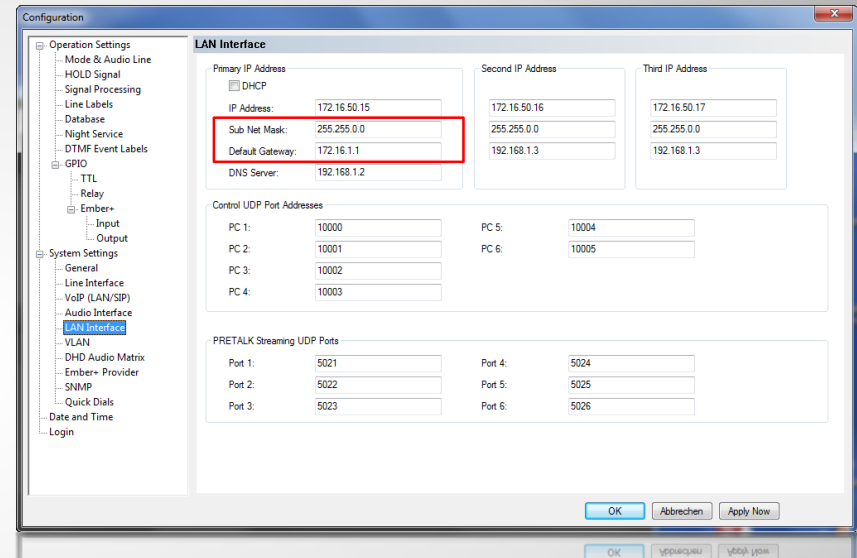 Configuration
Operation Settings
Mode & Audio Line
HOLD Signal
Signal Processing
Line Labels
Database
Night Service
DTMF Event Labels
GPIO
TTL
Relay
Ember+
Input
Output
System Settings
General
Line Interface
VoIP (LAN/SIP)
Audio Interface
LAN Interface
VLAN
DHD Audio Matrix
Ember+ Provider
SNMP
Quick Dials
Date and Time
Login
LAN Interface
Primary IP Address
DHCP
IP Address: 172.16.50.15
Sub Net Mask: 255.255.0.0
Default Gateway: 172.16.1.1
DNS Server: 192.168.1.2
Second IP Address
172.16.50.16
255.255.0.0
192.168.1.3
Third IP Address
172.16.50.17
255.255.0.0
192.168.1.3
Control UDP Port Addresses
PC 1: 10000 PC 5: 10004
PC 2: 10001 PC 6: 10005
PC 3: 10002
PC 4: 10003
PRETALK Streaming UDP Ports
Port 1: 5021 Port 4: 5024
Port 2: 5022 Port 5: 5025
Port 3: 5023 Port 6: 5026
OK Abbrechen Apply Now